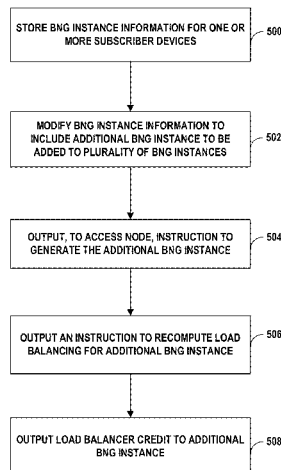 STORE BNG INSTANCE INFORMATION FOR ONE OR
MORE SUBSCRIBER DEVICES
500
MODIFY BNG INSTANCE INFORMATION TO
INCLUDE ADDITIONAL BNG INSTANCE TO BE
ADDED TO PLURALITY OF BNG INSTANCES
502
OUTPUT, TO ACCESS NODE, INSTRUCTION TO
GENERATE THE ADDITIONAL BNG INSTANCE
504
OUTPUT AN INSTRUCTION TO RECOMPUTE LOAD
BALANCING FOR ADDITIONAL BNG INSTANCE
506
OUTPUT LOAD BALANCER CREDIT TO ADDITIONAL
BNG INSTANCE
508